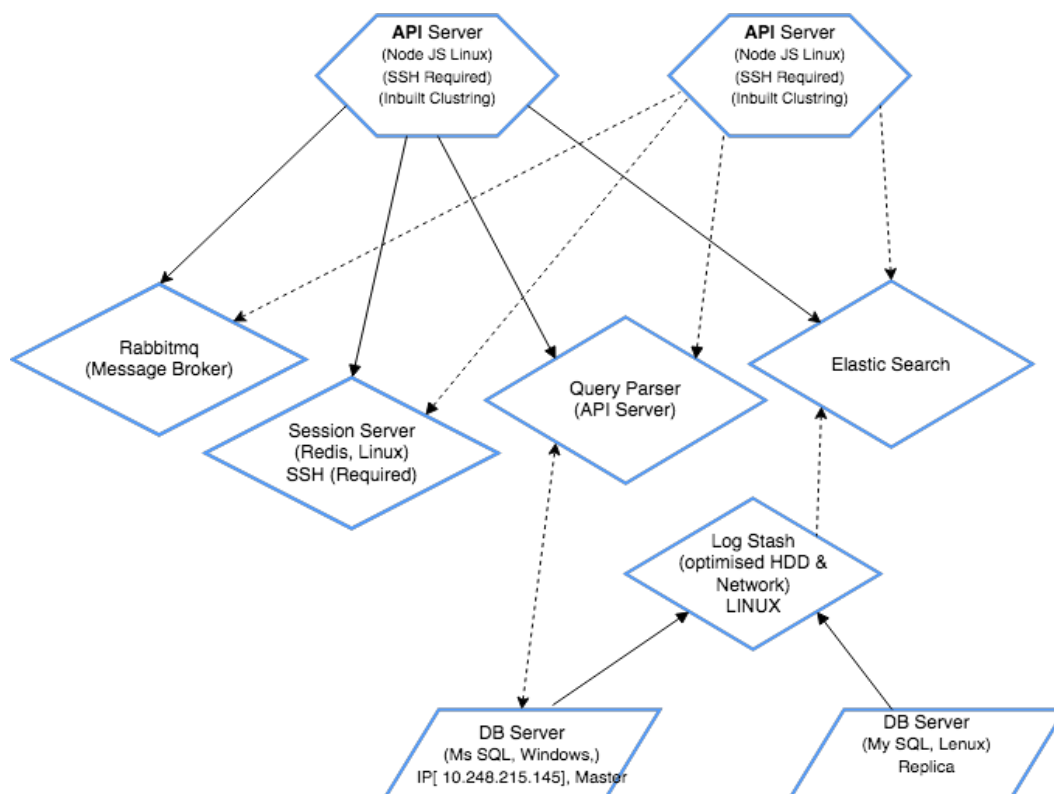 API Server
(Node JS Linux)
(SSH Required)
(Inbuilt Clustring)
API Server
(Node JS Linux)
(SSH Required)
(Inbuilt Clustring)
Rabbitmq
(Message Broker)
Session Server
(Redis, Linux)
SSH (Required)
Query Parser
(API Server)
Elastic Search
Log Stash
(optimised HDD &
Network)
LINUX
DB Server
(Ms SQL, Windows,)
IP[ 10.248.215.145], Master
DB Server
(My SQL, Lenux)
Replica